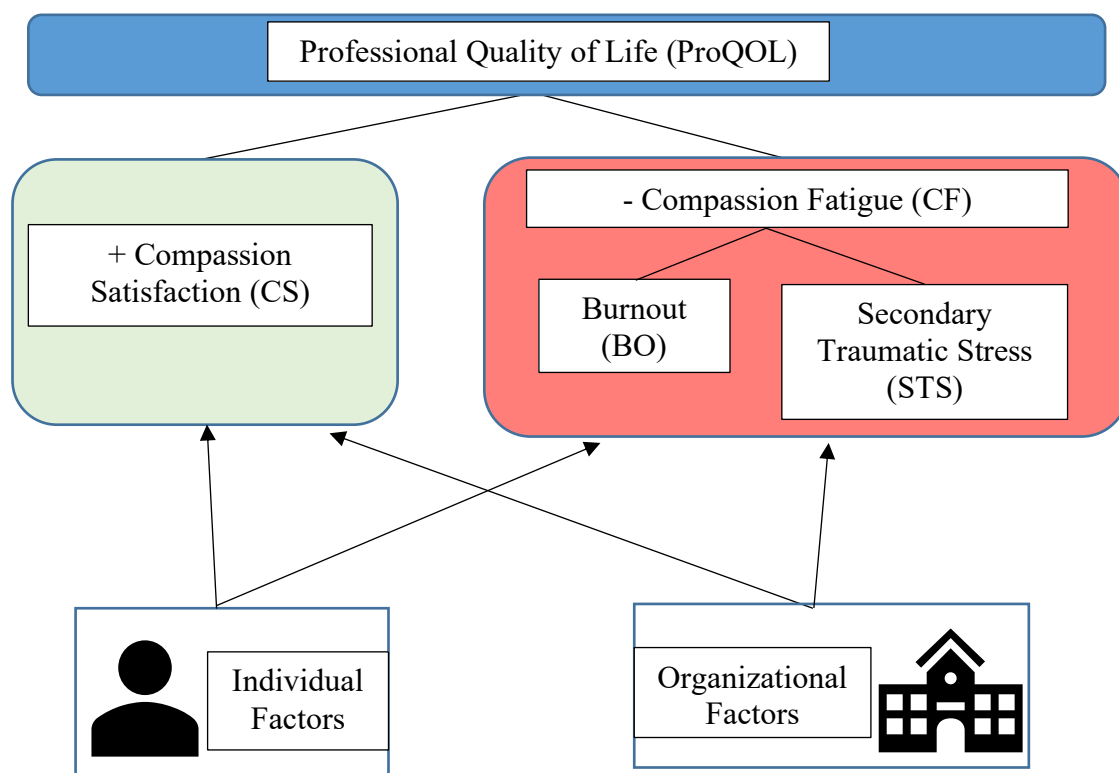 Professional Quality of Life (ProQOL)
+ Compassion
Satisfaction (CS)
- Compassion Fatigue (CF)
Burnout
(BO)
Secondary
Traumatic Stress
(STS)
Individual
Factors
Organizational
Factors